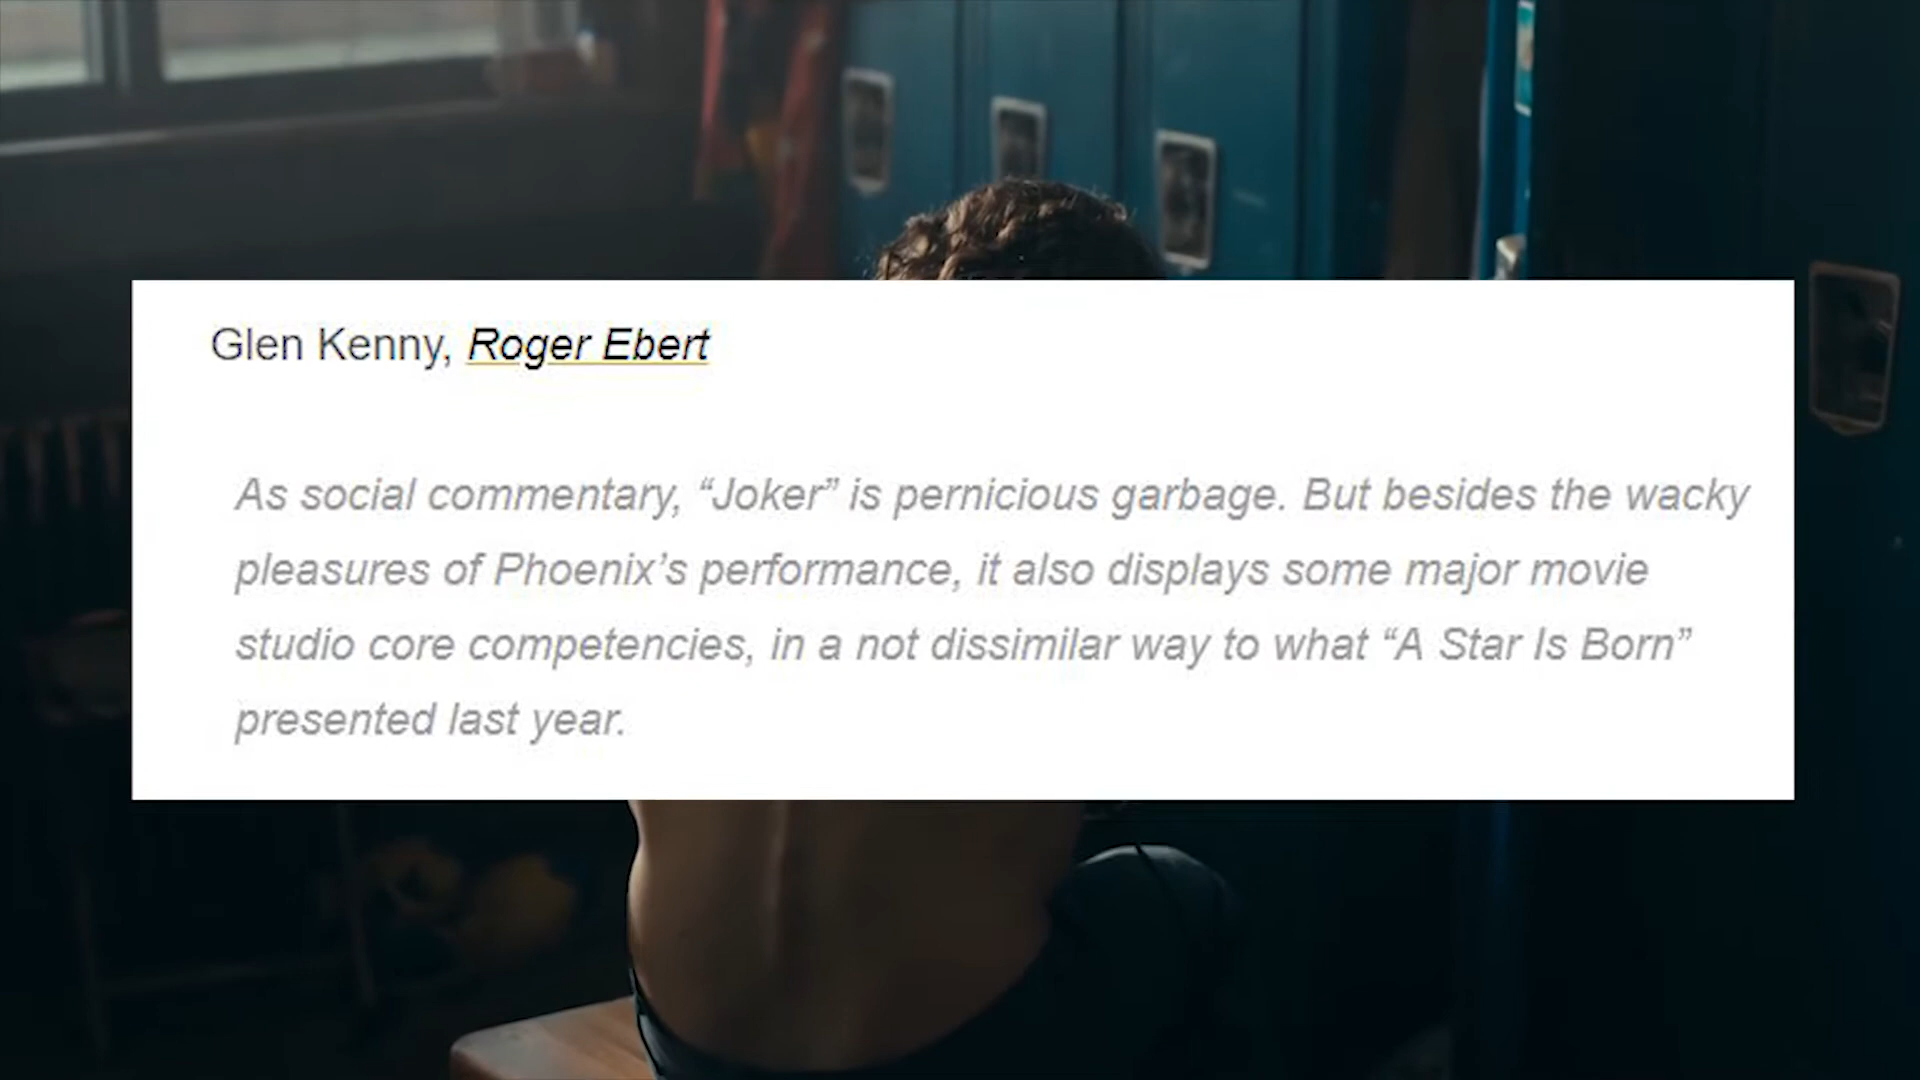 Glen Kenny, Roger Ebert
As social commentary, “Joker” is pernicious garbage. But besides the wacky
pleasures of Phoenix’s performance, it also displays some major movie
studio core competencies, in a not dissimilar way to what “A Star Is Born”
presented last year.